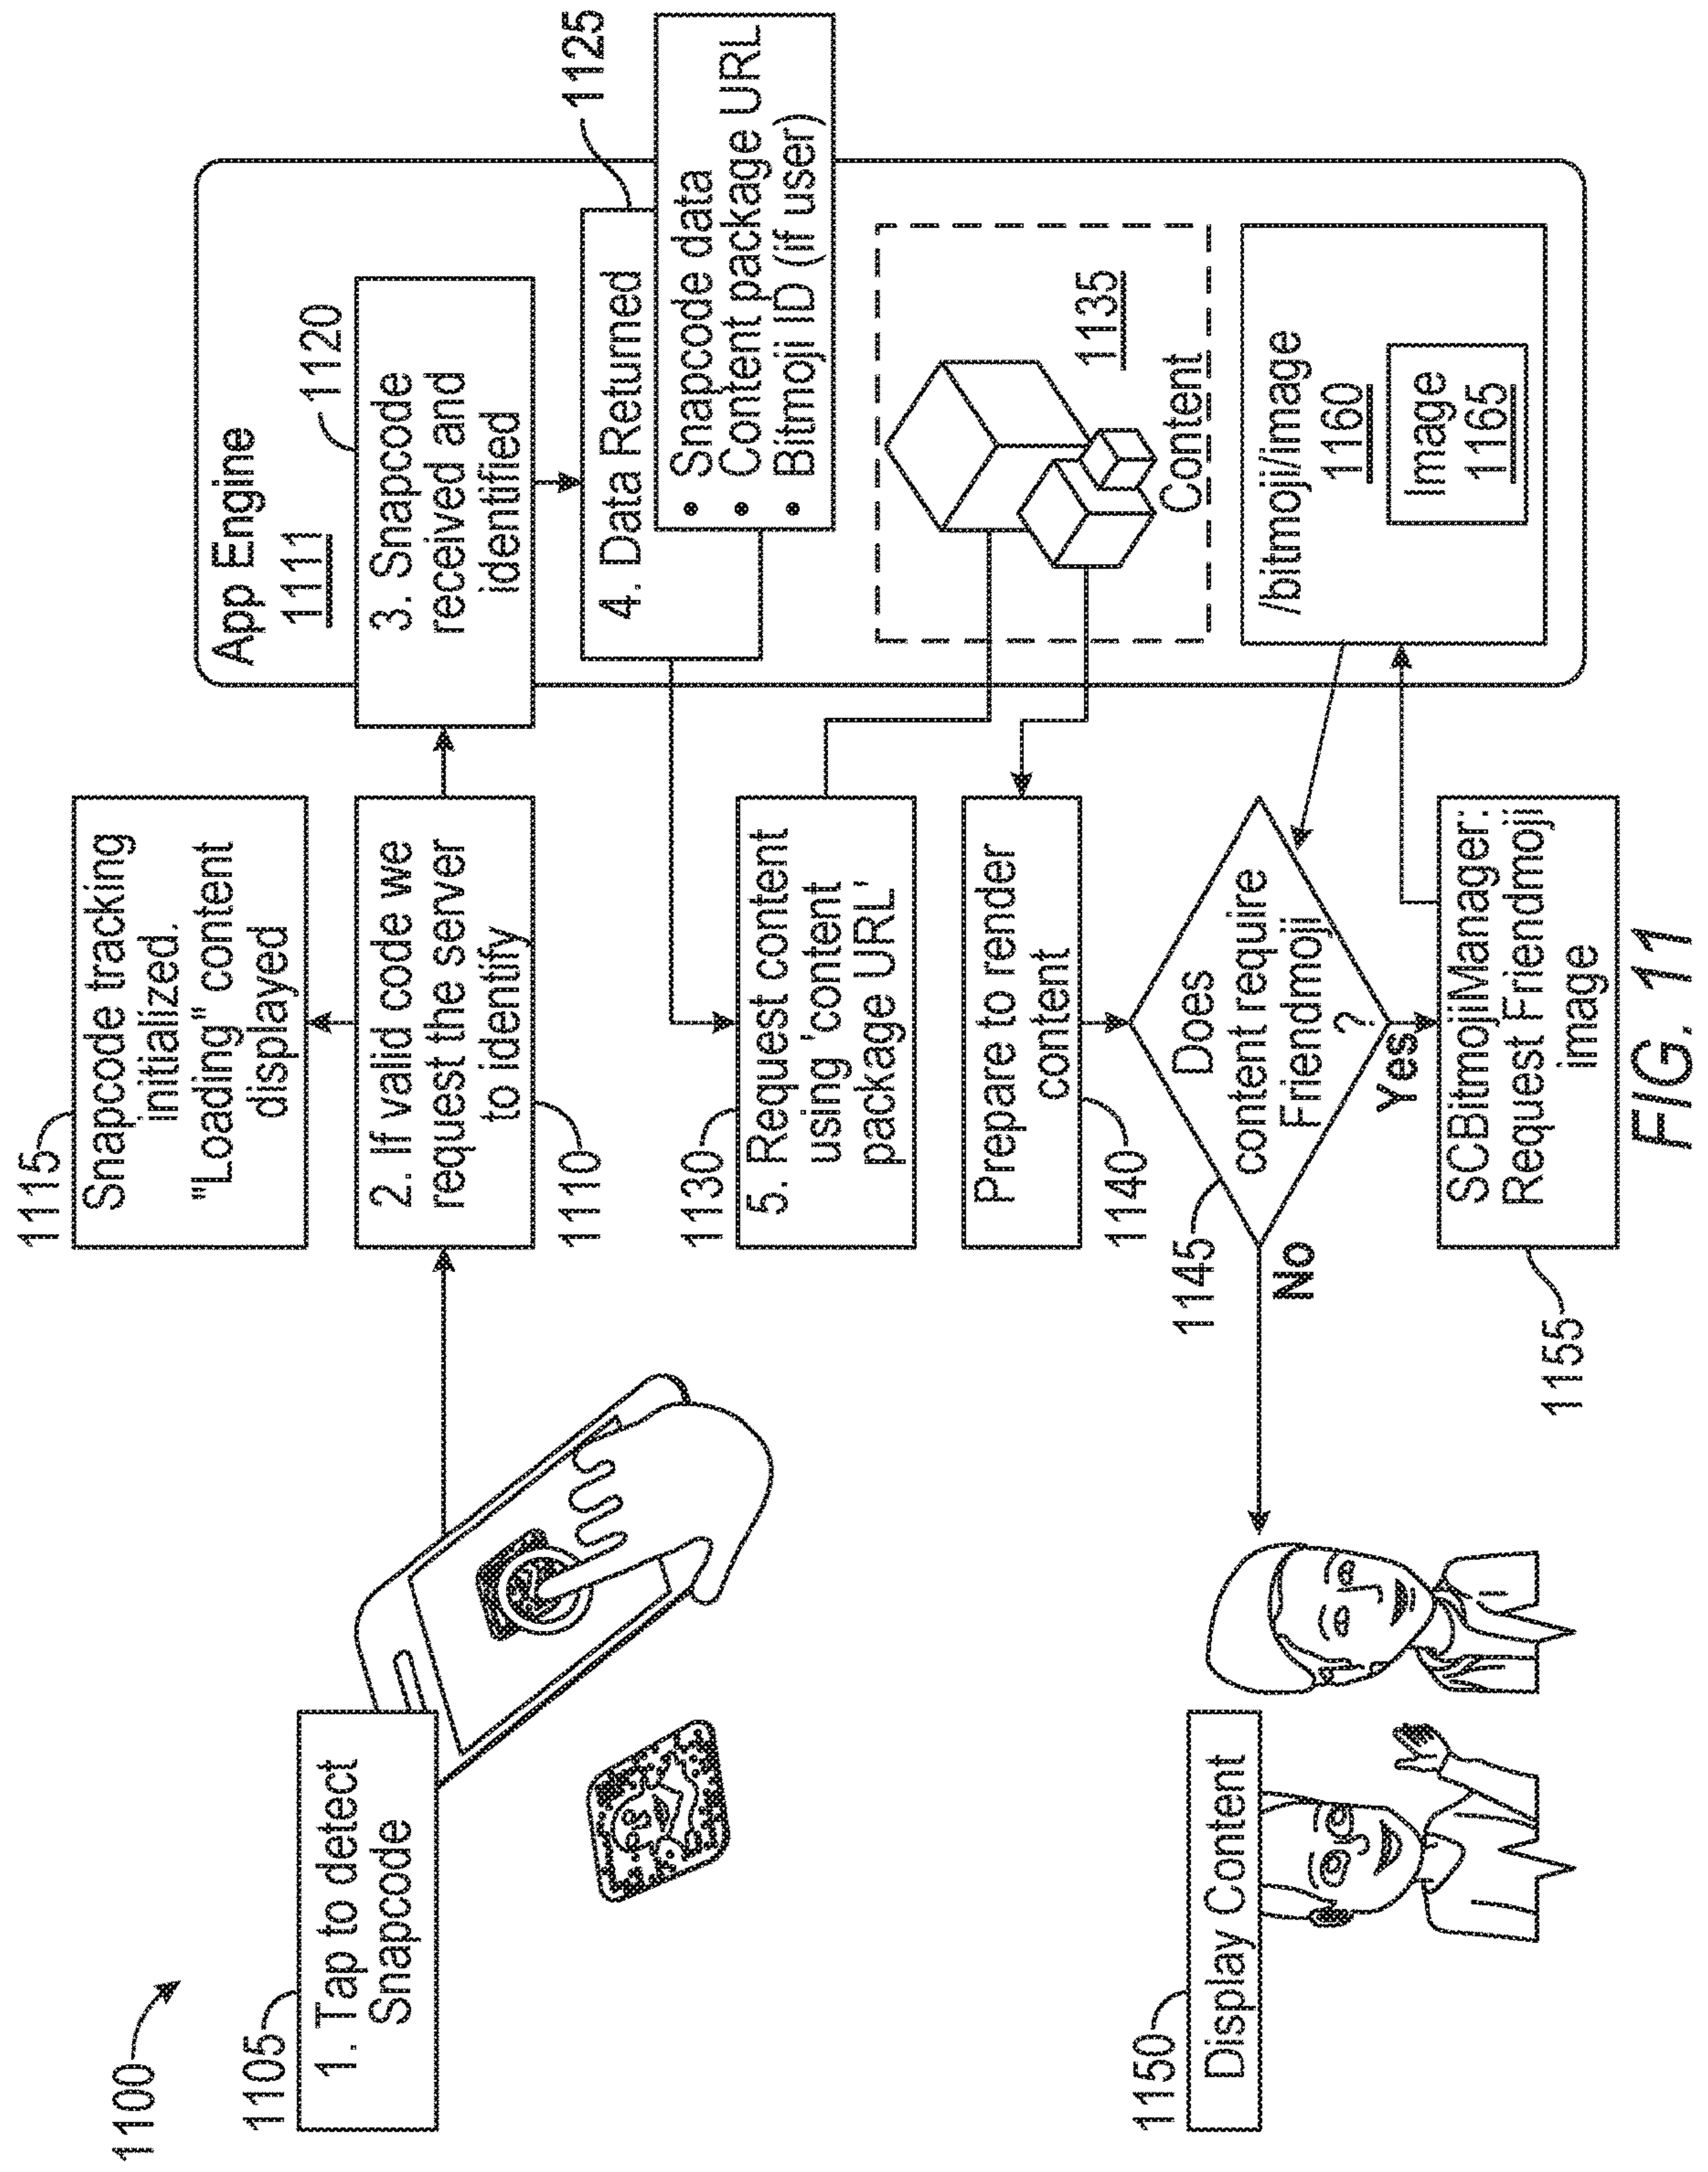 1100
1105
1. Tap to detect
Snapcode
1115
Snapcode tracking
initialized.
"Loading" content
displayed
2. If valid code we
request the server
to identify
1110
App Engine
1111
1120
3. Snapcode
received and
identified
1125
4. Data Returned
• Snapcode data
• Content package URL
• Bitmoji ID (if user)
1130
5. Request content
using 'content
package URL'
1135
Content
Prepare to render
content
1140
1145
Does
content require
Friendmoji
?
No
Yes
1150
Display Content
1155
SCBitmojiManager:
Request Friendmoji
image
/bitmoji/image
1160
Image
1165
FIG. 11